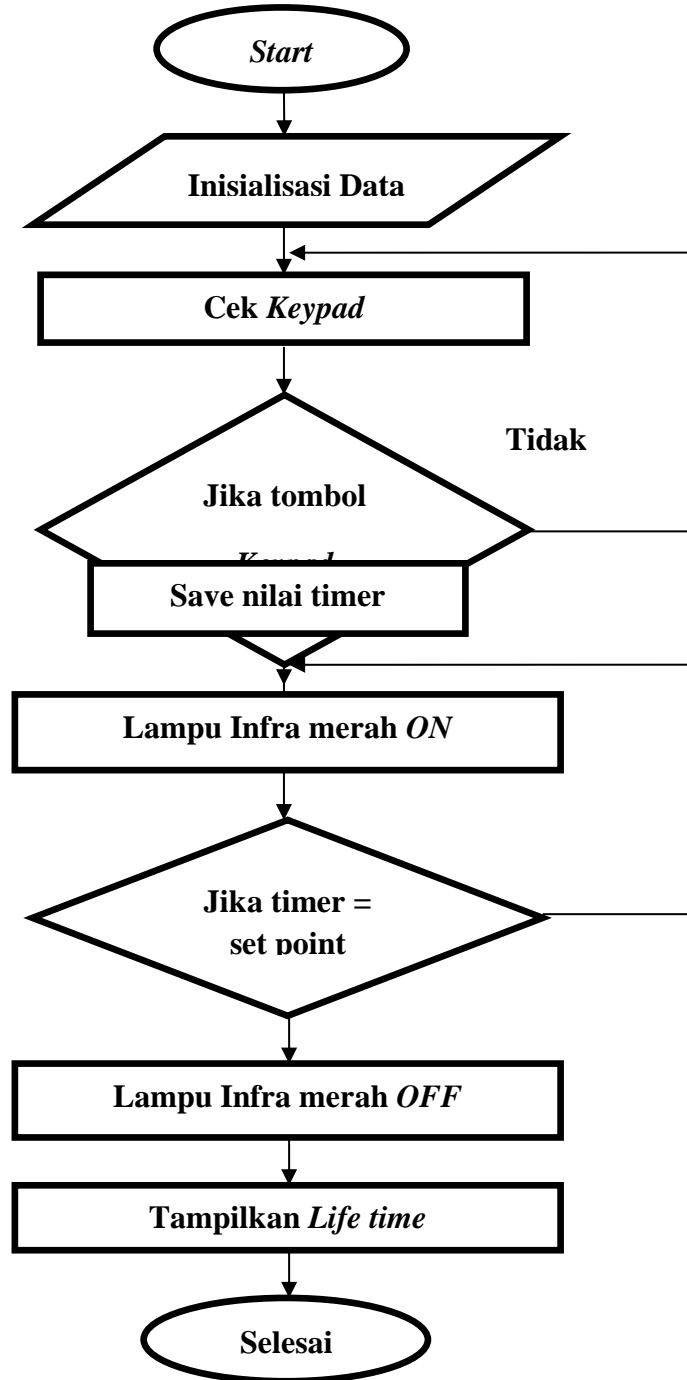 Start
Inisialisasi Data
Cek Keypad
Tidak
Jika tombol
Save nilai timer
Lampu Infra merah ON
Jika timer =
set point
Lampu Infra merah OFF
Tampilkan Life time
Selesai